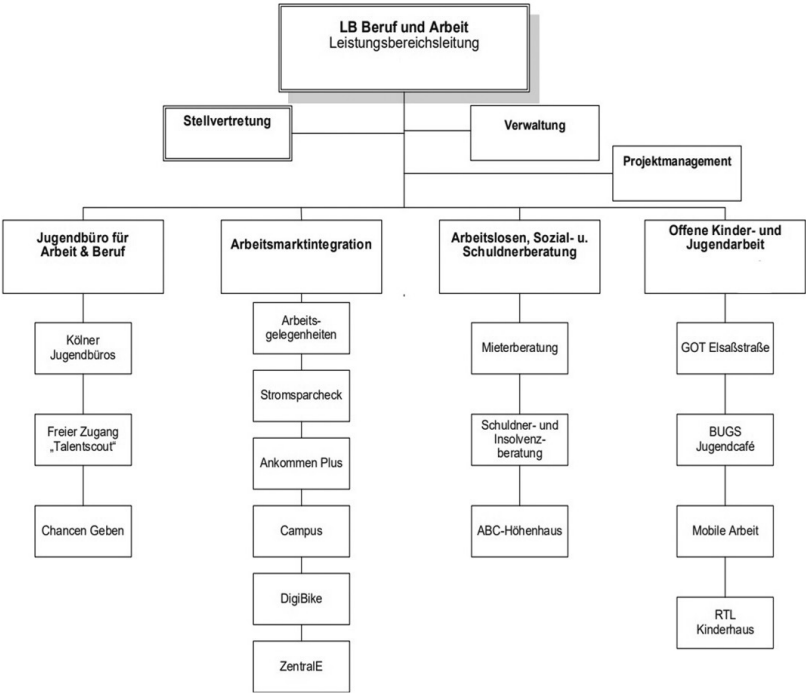 LB Beruf und Arbeit
Leistungsbereichsleitung
Stellvertretung
Verwaltung
Projektmanagement
Jugendbüro für
Arbeit & Beruf
Arbeitsmarktintegration
Arbeitslosen, Sozial- u.
Schuldnerberatung
Offene Kinder- und
Jugendarbeit
Kölner
Jugendbüros
Freier Zugang
„Talentscout“
Chancen Geben
Arbeits-
gelegenheiten
Stromsparcheck
Ankommen Plus
Campus
DigiBike
ZentralE
Mieterberatung
Schuldner- und
Insolvenz-
beratung
ABC-Höhenhaus
GOT Elsaßstraße
BUGS
Jugendcafé
Mobile Arbeit
RTL
Kinderhaus